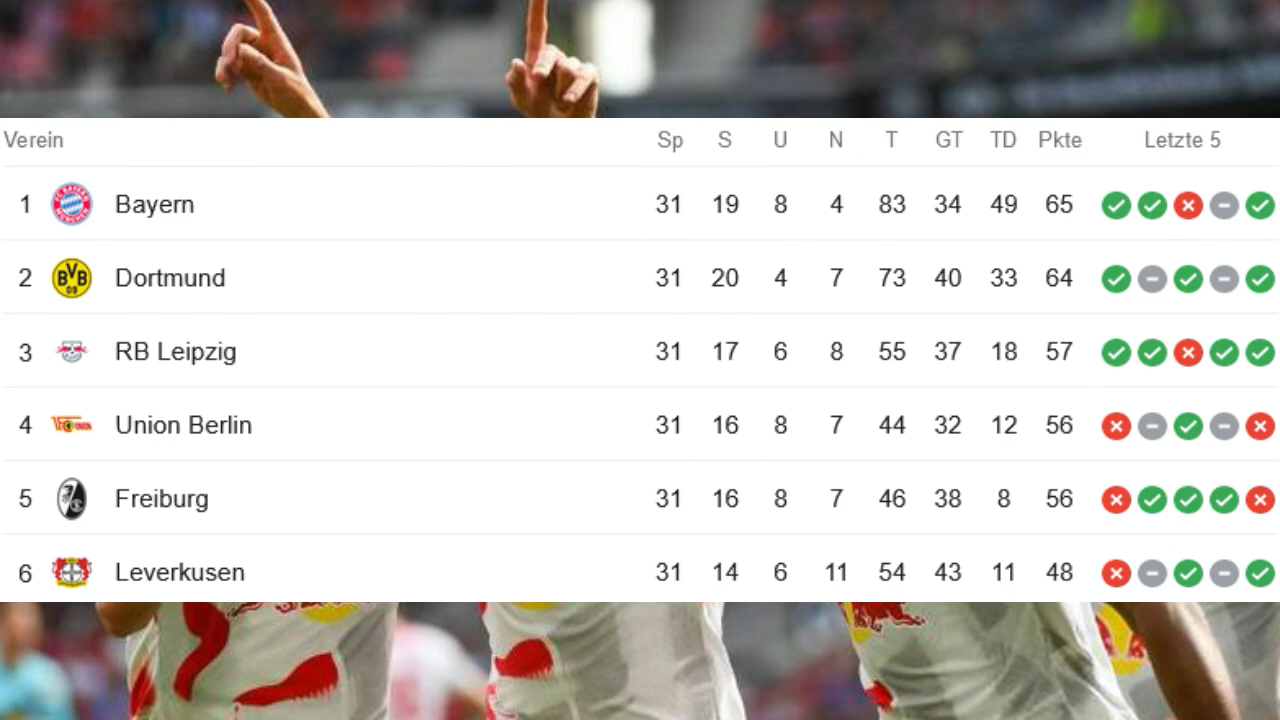 Verein Sp S U N T GT TD Pkte Letzte 5
1 Bayern 31 19 8 4 83 34 49 65
2 BVB 09 Dortmund 31 20 4 7 73 40 33 64
3 RB Leipzig 31 17 6 8 55 37 18 57
4 Union Berlin 31 16 8 7 44 32 12 56
5 Freiburg 31 16 8 7 46 38 8 56
6 Leverkusen 31 14 6 11 54 43 11 48